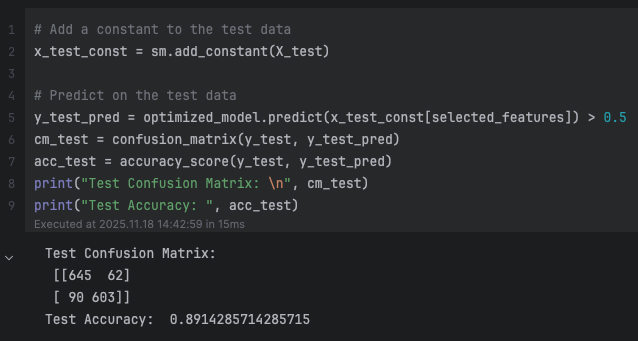 1 # Add a constant to the test data
2 x_test_const = sm.add_constant(X_test)
3
4 # Predict on the test data
5 y_test_pred = optimized_model.predict(x_test_const[selected_features]) > 0.5
6 cm_test = confusion_matrix(y_test, y_test_pred)
7 acc_test = accuracy_score(y_test, y_test_pred)
8 print("Test Confusion Matrix: \n", cm_test)
9 print("Test Accuracy: ", acc_test)
Executed at 2025.11.18 14:42:59 in 15ms
Test Confusion Matrix:
 [[645  62]
 [ 90 603]]
Test Accuracy:  0.8914285714285715